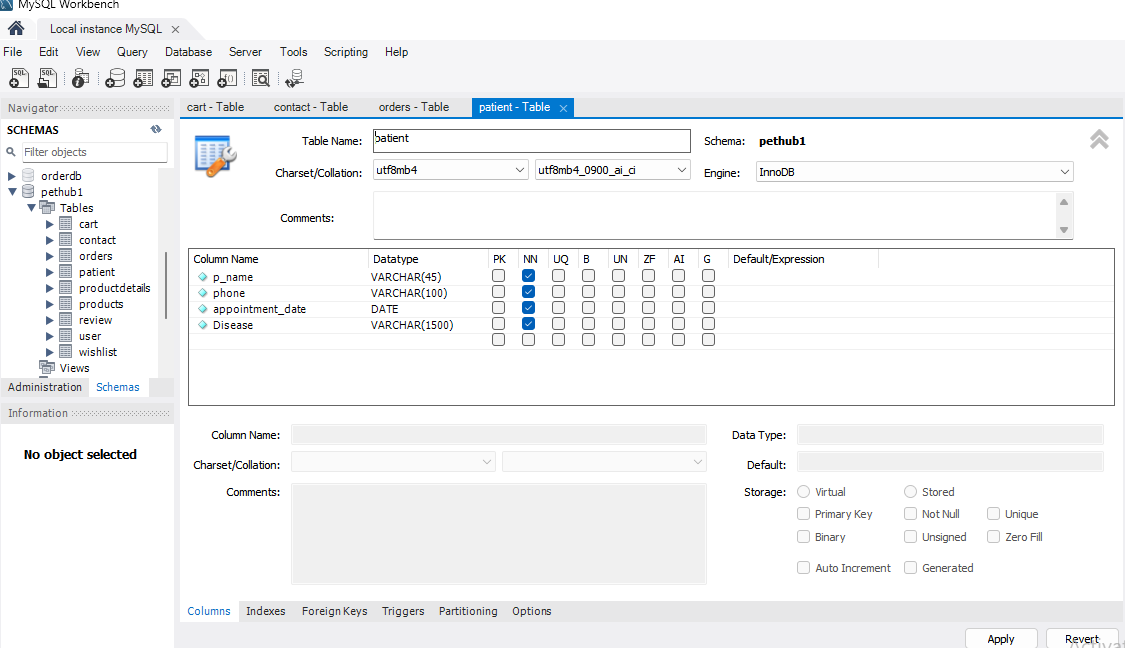 MySQL Workbench
Local instance MySQL
File Edit View Query Database Server Tools Scripting Help
Navigator
SCHEMAS
Filter objects
orderdb
pethub1
Tables
cart
contact
orders
patient
productdetails
products
review
user
wishlist
Views
Administration Schemas
Information
No object selected
cart - Table contact - Table orders - Table patient - Table
Table Name: patient Schema: pethub1
Charset/Collation: utf8mb4 utf8mb4_0900_ai_ci Engine: InnoDB
Comments:
Column Name Datatype PK NN UQ B UN ZF AI G Default/Expression
p_name VARCHAR(45)
phone VARCHAR(100)
appointment_date DATE
Disease VARCHAR(1500)
Column Name: Data Type:
Charset/Collation: Default:
Comments: Storage: Virtual Stored
Primary Key Not Null Unique
Binary Unsigned Zero Fill
Auto Increment Generated
Columns Indexes Foreign Keys Triggers Partitioning Options
Apply Revert